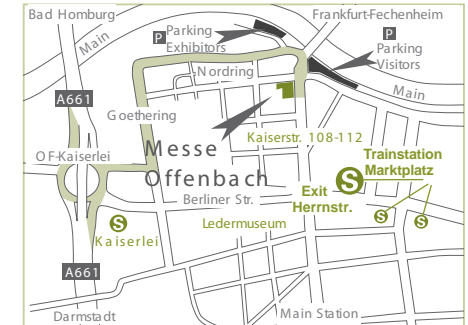 Bad Homburg
Frankfurt-Fechenheim
Main
P
Parking
Exhibitors
P
Parking
Visitors
Nordring
Main
A661
Goethering
Kaiserstr. 108-112
Messe
Offenbach
OF-Kaiserlei
Trainstation
Marktplatz
S
Exit
Herrnstr.
Berliner Str.
S
Kaiserlei
Ledermuseum
S
S
A661
Darmstadt
Main Station